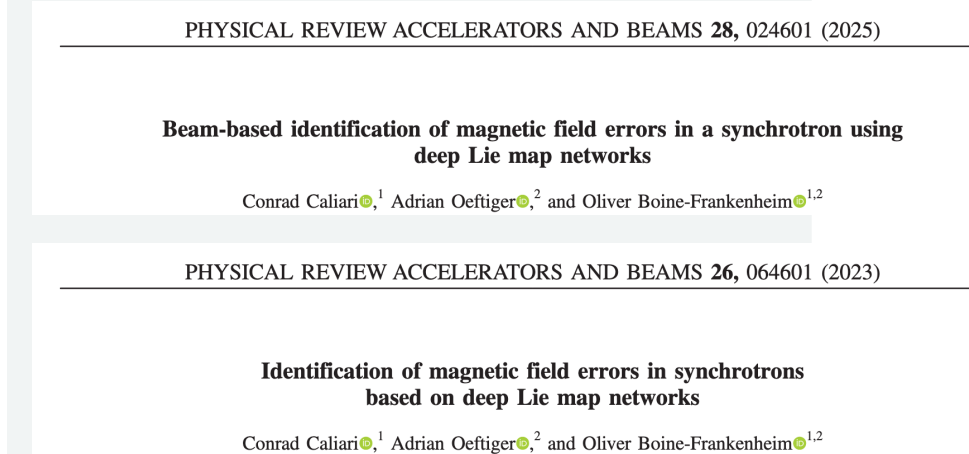 PHYSICAL REVIEW ACCELERATORS AND BEAMS 28, 024601 (2025)
Beam-based identification of magnetic field errors in a synchrotron using
deep Lie map networks
Conrad Caliari,1 Adrian Oeftiger,2 and Oliver Boine-Frankenheim1,2
PHYSICAL REVIEW ACCELERATORS AND BEAMS 26, 064601 (2023)
Identification of magnetic field errors in synchrotrons
based on deep Lie map networks
Conrad Caliari,1 Adrian Oeftiger,2 and Oliver Boine-Frankenheim1,2